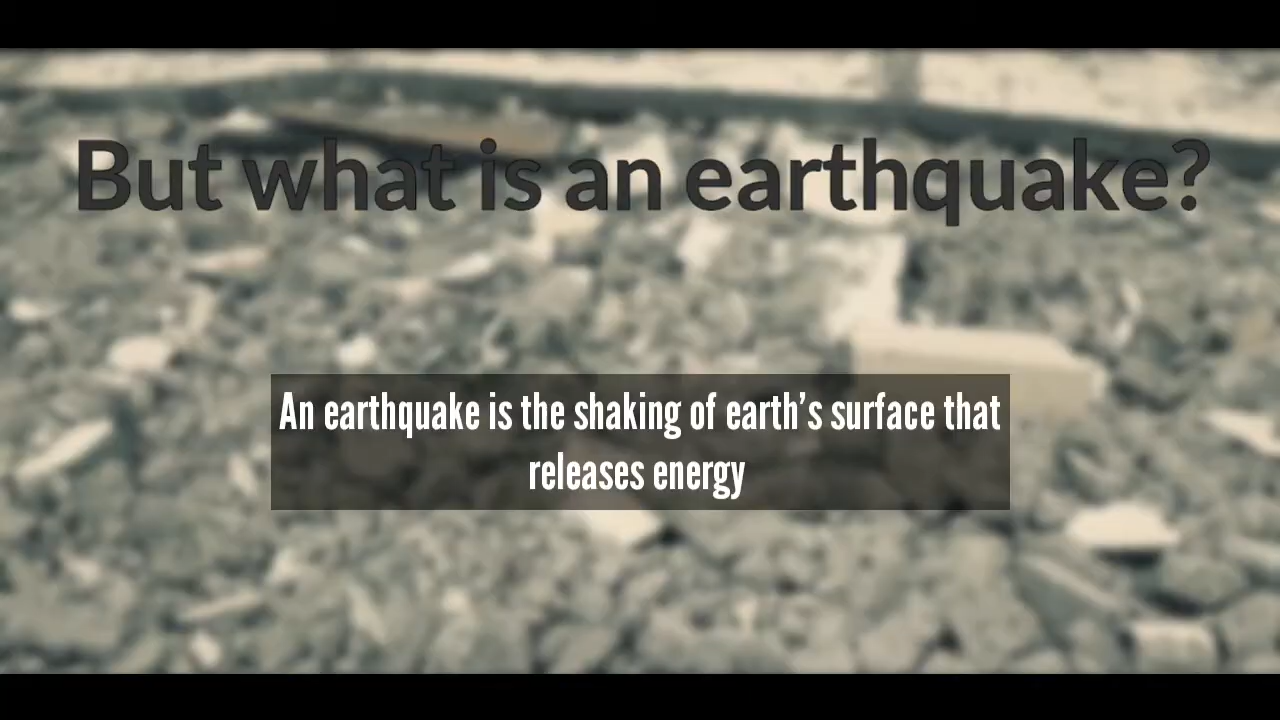 But what is an earthquake?
An earthquake is the shaking of earth’s surface that
releases energy